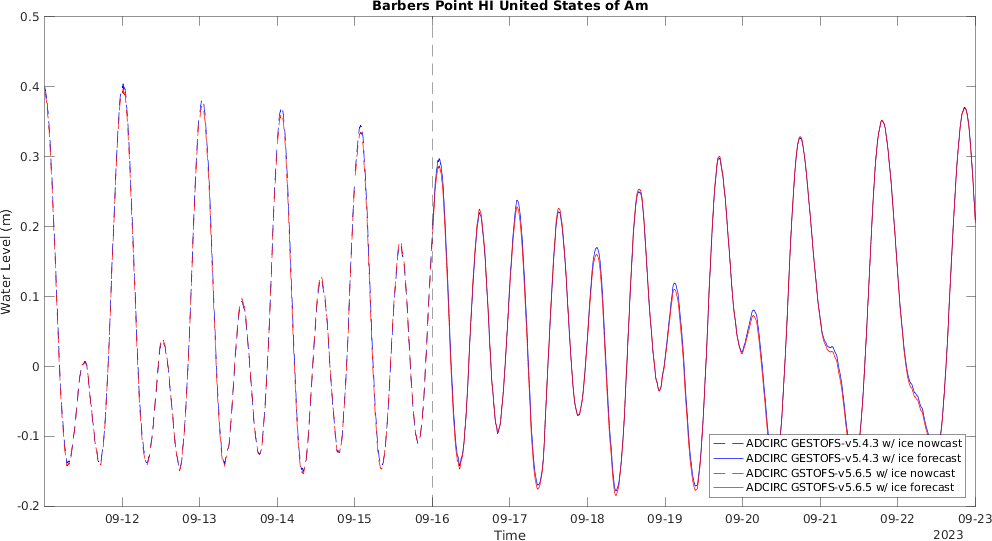 Barbers Point HI United States of Am
Water Level (m)
0.5
0.4
0.3
0.2
0.1
0
-0.1
-0.2
ADCIRC GESTOFS-v5.4.3 w/ ice nowcast
ADCIRC GESTOFS-v5.4.3 w/ ice forecast
ADCIRC GSTOFS-v5.6.5 w/ ice nowcast
ADCIRC GSTOFS-v5.6.5 w/ ice forecast
09-12 09-13 09-14 09-15 09-16 09-17 09-18 09-19 09-20 09-21 09-22 09-23
Time
2023